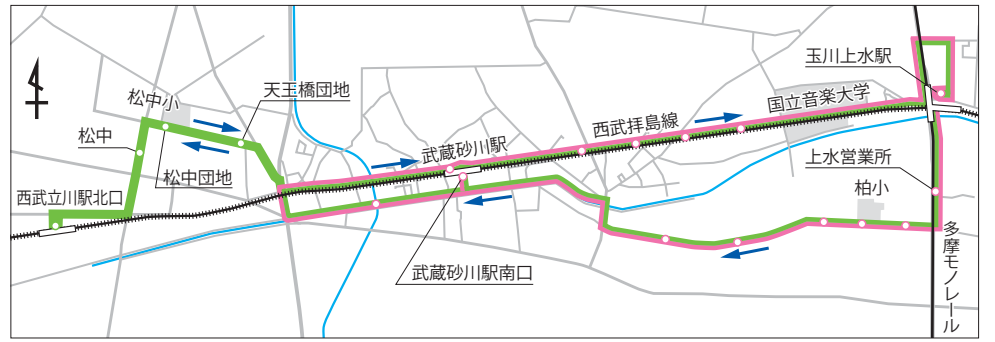 玉川上水駅
国立音楽大学
天王橋団地
松中小
西武拝島線
武蔵砂川駅
松中
上水営業所
松中団地
柏小
西武立川駅北口
多摩モノレール
武蔵砂川駅南口